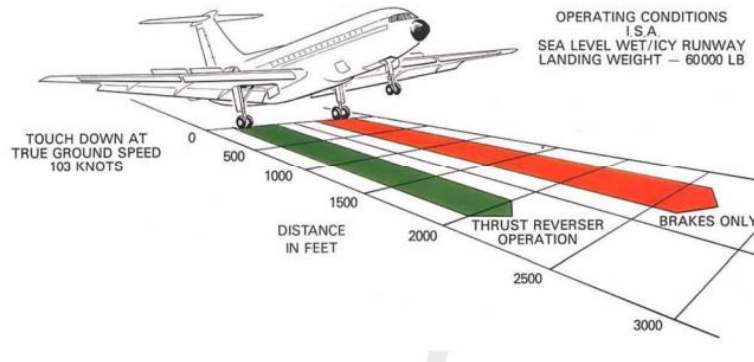 OPERATING CONDITIONS
I.S.A.
SEA LEVEL WET/ICY RUNWAY
LANDING WEIGHT — 60000 LB
TOUCH DOWN AT
TRUE GROUND SPEED
103 KNOTS
0
500
1000
1500
2000
2500
3000
DISTANCE
IN FEET
THRUST REVERSER
OPERATION
BRAKES ONLY